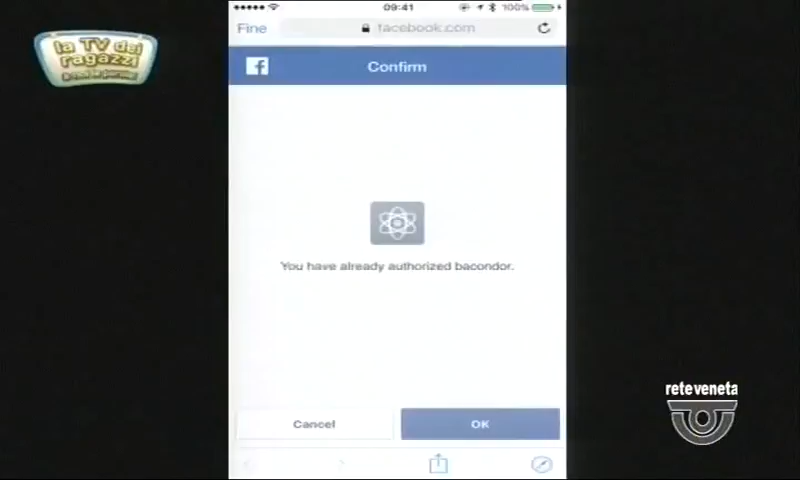 09:41
100%
Fine
facebook.com
la TV dei
ragazzi
Confirm
You have already authorized bacondor.
Cancel
OK
reteveneta